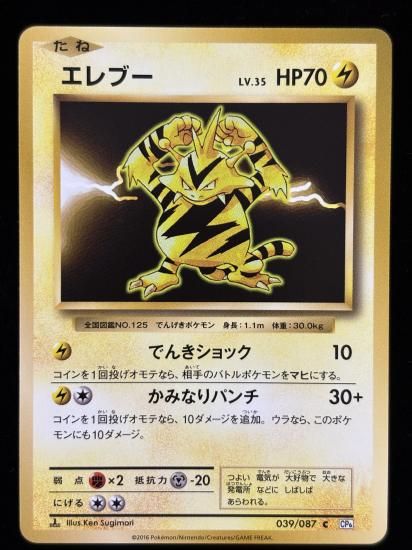 たね
エレブー LV.35 HP70
全国図鑑NO.125 でんげきポケモン 身長：1.1m 体重：30.0kg
でんきショック 10
コインを1回投げオモテなら、相手のバトルポケモンをマヒにする。
かみなりパンチ 30+
コインを1回投げオモテなら、10ダメージを追加。ウラなら、このポケ
モンにも10ダメージ。
弱点 ×2 抵抗力 -20
にげる
つよい 電気が 大好物で 大きな
発電所 などに しばしば
あらわれる。
Illus.Ken Sugimori
039/087 C CP6
©2016 Pokémon/Nintendo/Creatures/GAME FREAK.